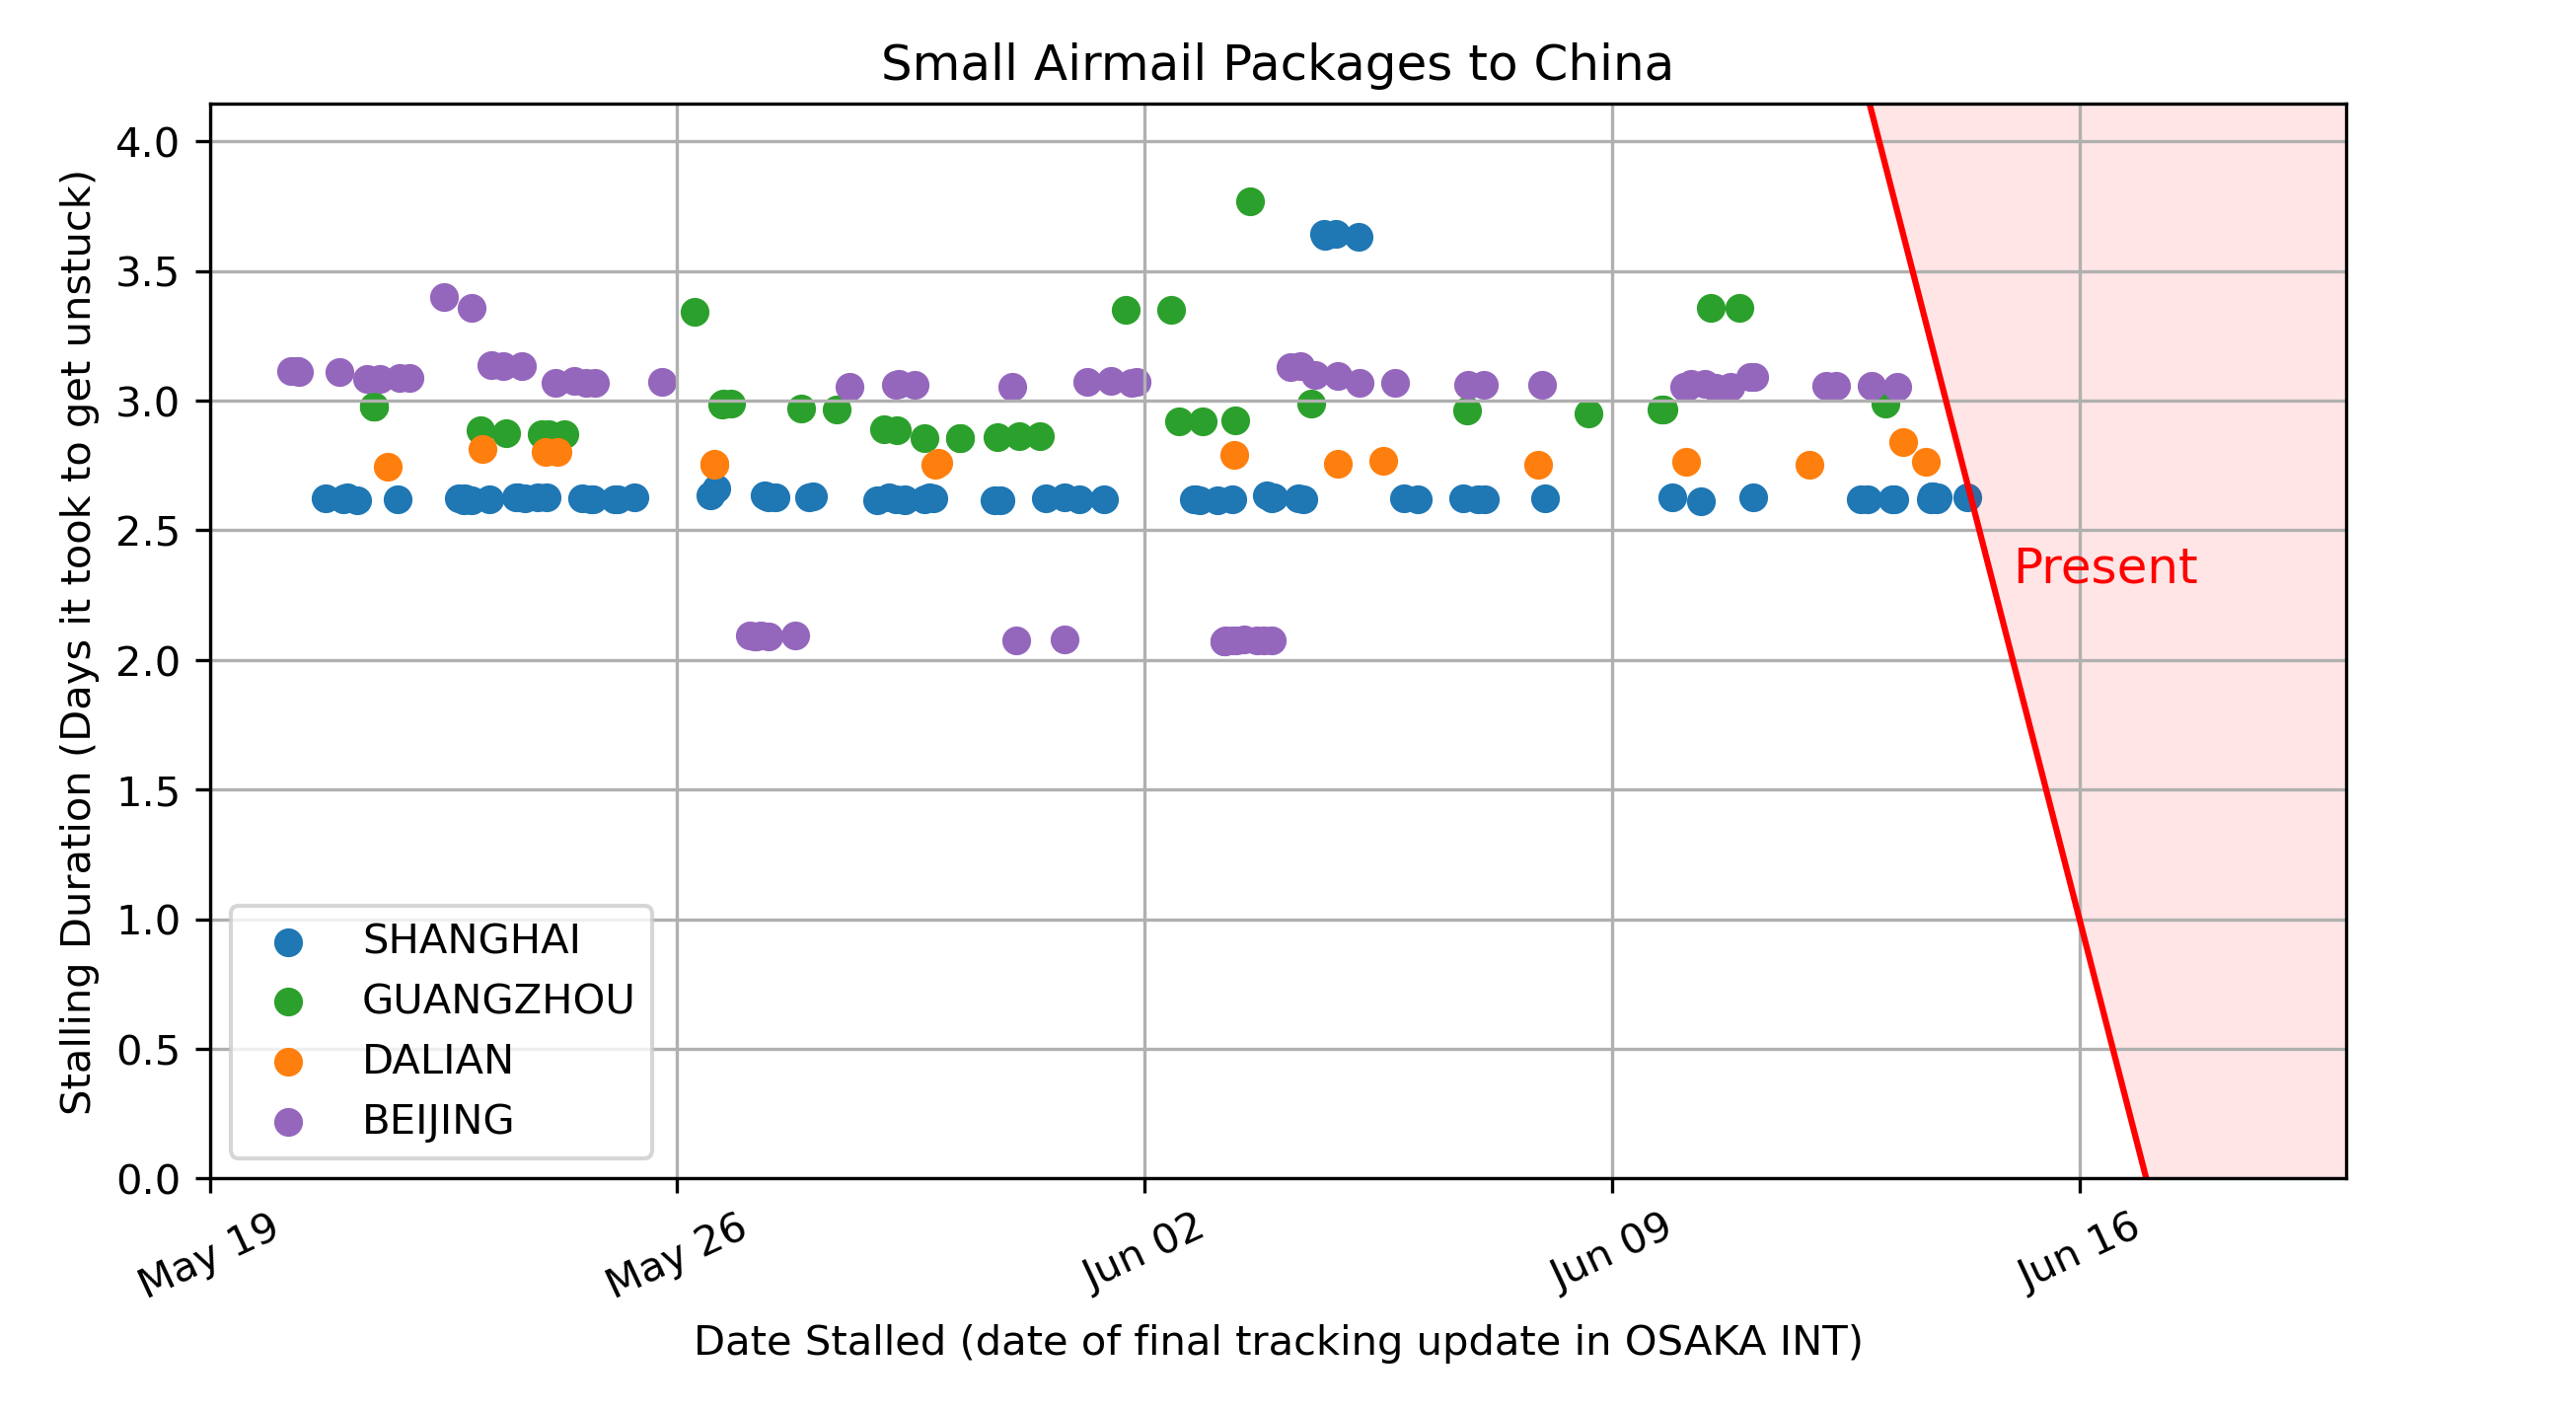 Small Airmail Packages to China
Stalling Duration (Days it took to get unstuck)
4.0
3.5
3.0
2.5
2.0
1.5
1.0
0.5
0.0
Present
SHANGHAI
GUANGZHOU
DALIAN
BEIJING
May 19
May 26
Jun 02
Jun 09
Jun 16
Date Stalled (date of final tracking update in OSAKA INT)